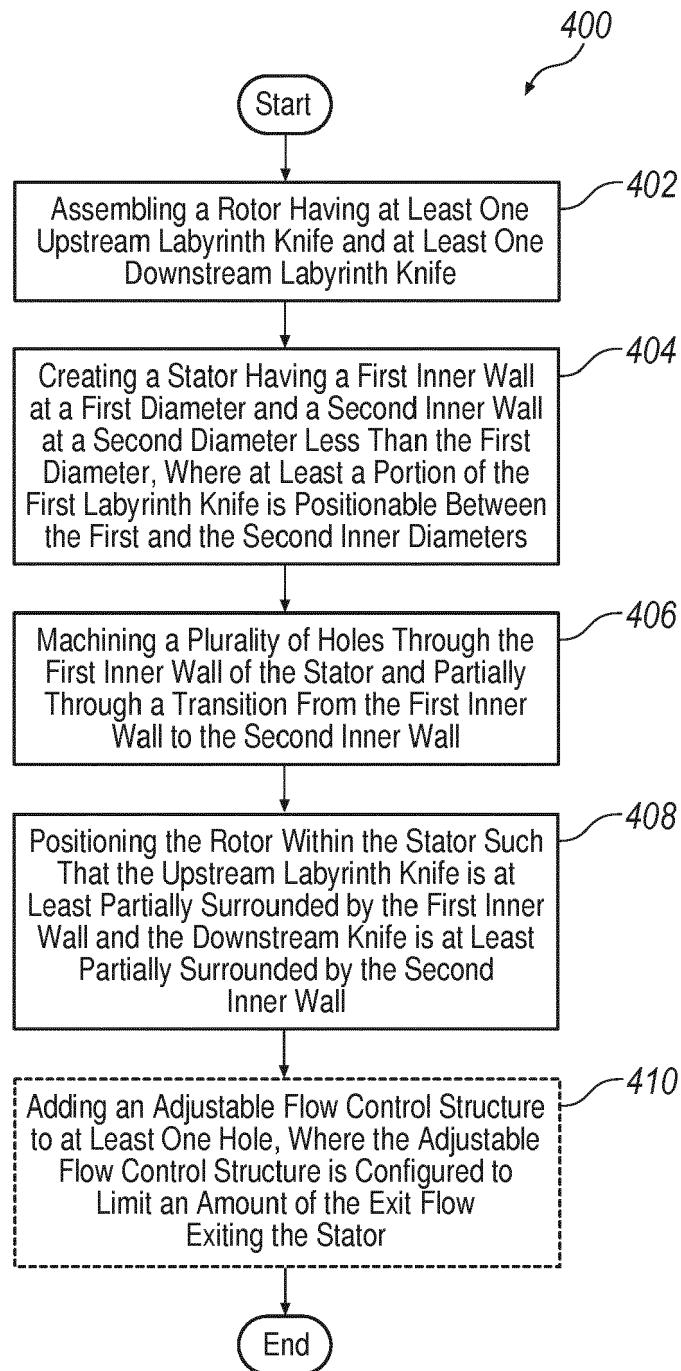 400
Start
402
Assembling a Rotor Having at Least One
Upstream Labyrinth Knife and at Least One
Downstream Labyrinth Knife
404
Creating a Stator Having a First Inner Wall
at a First Diameter and a Second Inner Wall
at a Second Diameter Less Than the First
Diameter, Where at Least a Portion of the
First Labyrinth Knife is Positionable Between
the First and the Second Inner Diameters
406
Machining a Plurality of Holes Through the
First Inner Wall of the Stator and Partially
Through a Transition From the First Inner
Wall to the Second Inner Wall
408
Positioning the Rotor Within the Stator Such
That the Upstream Labyrinth Knife is at
Least Partially Surrounded by the First Inner
Wall and the Downstream Knife is at Least
Partially Surrounded by the Second
Inner Wall
410
Adding an Adjustable Flow Control Structure
to at Least One Hole, Where the Adjustable
Flow Control Structure is Configured to
Limit an Amount of the Exit Flow
Exiting the Stator
End